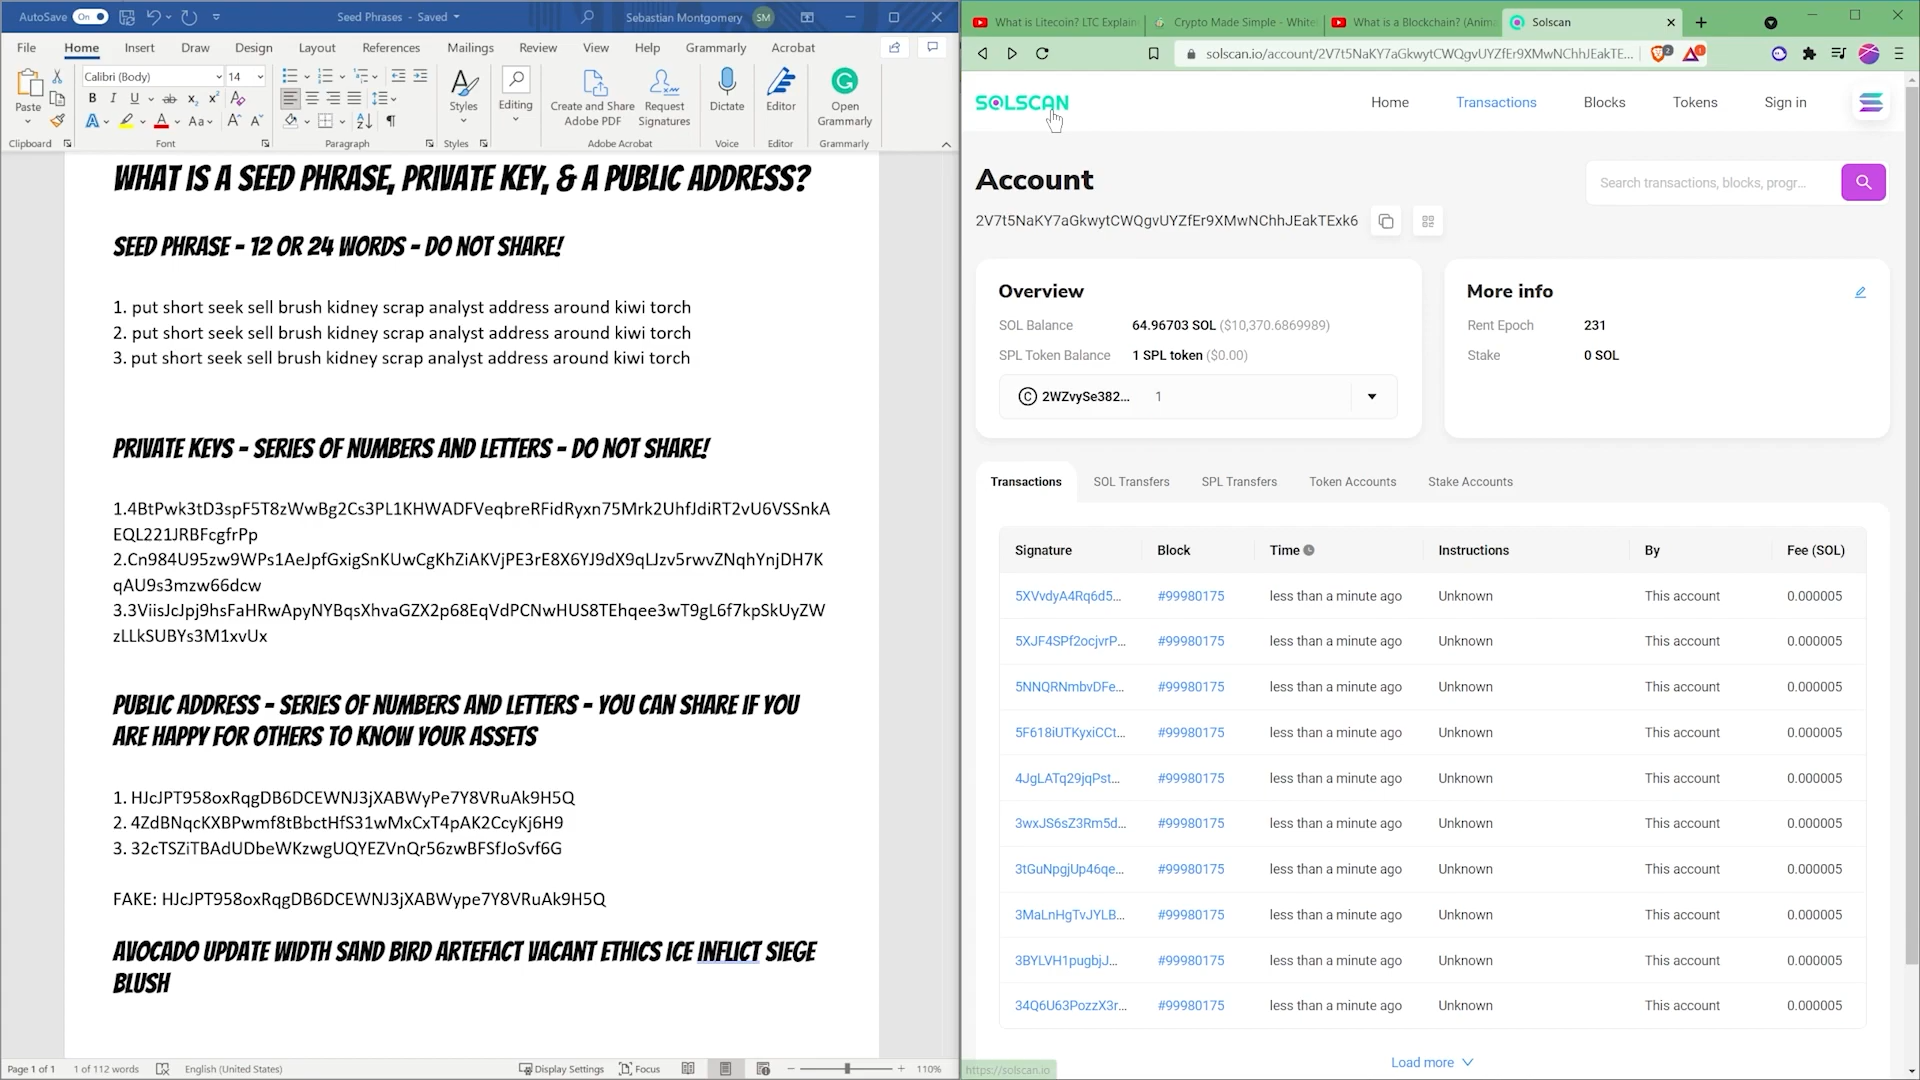 AutoSave On Seed Phrases - Saved Sebastian Montgomery SM
File Home Insert Draw Design Layout References Mailings Review View Help Grammarly Acrobat
Calibri (Body) 14
Paste
Styles
Editing
Create and Share Adobe PDF
Request Signatures
Dictate
Editor
Open Grammarly
Clipboard Font Paragraph Styles Adobe Acrobat Voice Editor Grammarly
WHAT IS A SEED PHRASE, PRIVATE KEY, & A PUBLIC ADDRESS?
SEED PHRASE - 12 OR 24 WORDS - DO NOT SHARE!
1. put short seek sell brush kidney scrap analyst address around kiwi torch
2. put short seek sell brush kidney scrap analyst address around kiwi torch
3. put short seek sell brush kidney scrap analyst address around kiwi torch
PRIVATE KEYS - SERIES OF NUMBERS AND LETTERS - DO NOT SHARE!
1.4BtPwk3tD3spF5T8zWwBg2Cs3PL1KHWADFVeqbreRFidRyxn75Mrk2UhfJdiRT2vU6VSSnkA
EQL221JRBFcgfrPp
2.Cn984U95zw9WPs1AeJpfGxigSnKUwCgKhZiAKVjPE3rE8X6YJ9dX9qLJzv5rwvZNqhYnjDH7K
qAU9s3mzw66dcw
3.3ViisJcJpj9hsFaHRwApyNYBqsXhvaGZX2p68EqVdPCNwHUS8TEhqee3wT9gL6f7kpSkUyZW
zLLkSUBYs3M1xvUx
PUBLIC ADDRESS - SERIES OF NUMBERS AND LETTERS - YOU CAN SHARE IF YOU
ARE HAPPY FOR OTHERS TO KNOW YOUR ASSETS
1. HJcJPT958oxRqgDB6DCEWNJ3jXABWyPe7Y8VRuAk9H5Q
2. 4ZdBNqcKXBPwmf8tBbctHfS31wMxCxT4pAK2CcyKj6H9
3. 32cTSZiTBAdUDbeWKzwgUQYEZVnQr56zwBFSfJoSvf6G
FAKE: HJcJPT958oxRqgDB6DCEWNJ3jXABWype7Y8VRuAk9H5Q
AVOCADO UPDATE WIDTH SAND BIRD ARTEFACT VACANT ETHICS ICE INFLICT SIEGE
BLUSH
Page 1 of 1 1 of 112 words English (United States) Display Settings Focus 110%
What is Litecoin? LTC Explain Crypto Made Simple - White What is a Blockchain? (Anima Solscan
solscan.io/account/2V7t5NaKY7aGkwytCWQgvUYZfEr9XMwNChhJEakTE...
SOLSCAN Home Transactions Blocks Tokens Sign in
Account
Search transactions, blocks, progr...
2V7t5NaKY7aGkwytCWQgvUYZfEr9XMwNChhJEakTExk6
Overview
SOL Balance 64.96703 SOL ($10,370.6869989)
SPL Token Balance 1 SPL token ($0.00)
2WZvySe382... 1
More info
Rent Epoch 231
Stake 0 SOL
Transactions SOL Transfers SPL Transfers Token Accounts Stake Accounts
Signature Block Time Instructions By Fee (SOL)
5XVvdyA4Rq6d5... #99980175 less than a minute ago Unknown This account 0.000005
5XJF4SPf2ocjvrP... #99980175 less than a minute ago Unknown This account 0.000005
5NNQRNmbvDFe... #99980175 less than a minute ago Unknown This account 0.000005
5F618iUTKyxiCCt... #99980175 less than a minute ago Unknown This account 0.000005
4JgLATq29jqPst... #99980175 less than a minute ago Unknown This account 0.000005
3wxJS6sZ3Rm5d... #99980175 less than a minute ago Unknown This account 0.000005
3tGuNpgjUp46qe... #99980175 less than a minute ago Unknown This account 0.000005
3MaLnHgTvJYLB... #99980175 less than a minute ago Unknown This account 0.000005
3BYLVH1pugbjJ... #99980175 less than a minute ago Unknown This account 0.000005
34Q6U63PozzX3r... #99980175 less than a minute ago Unknown This account 0.000005
Load more
https://solscan.io